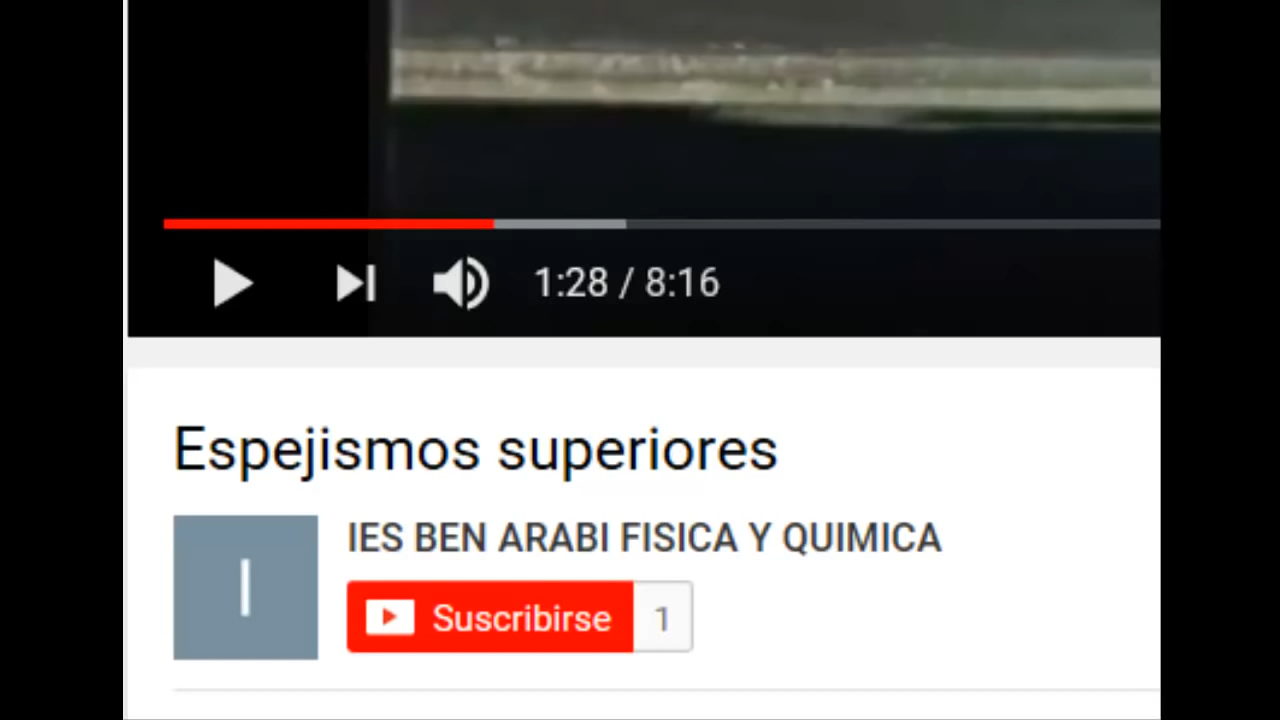 1:28 / 8:16
Espejismos superiores
I
IES BEN ARABI FISICA Y QUIMICA
Suscribirse 1